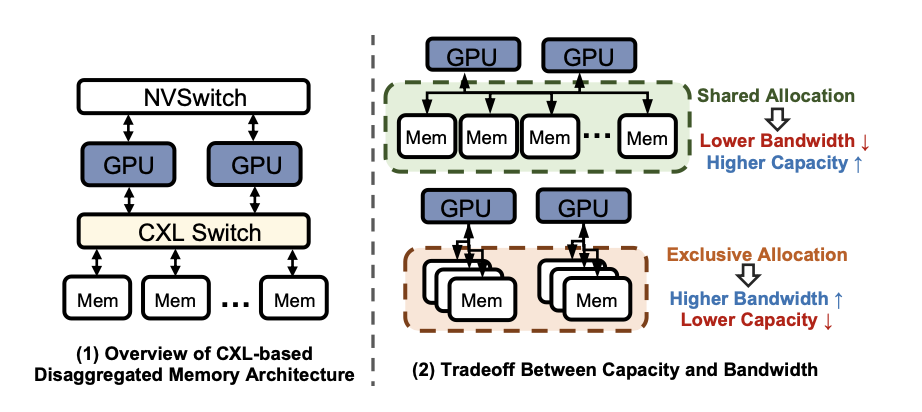 NVSwitch
GPU
GPU
CXL Switch
Mem
Mem
...
Mem
(1) Overview of CXL-based
Disaggregated Memory Architecture
GPU
GPU
Mem
Mem
Mem
...
Mem
Shared Allocation
Lower Bandwidth ↓
Higher Capacity ↑
GPU
GPU
Mem
Mem
Exclusive Allocation
Higher Bandwidth ↑
Lower Capacity ↓
(2) Tradeoff Between Capacity and Bandwidth